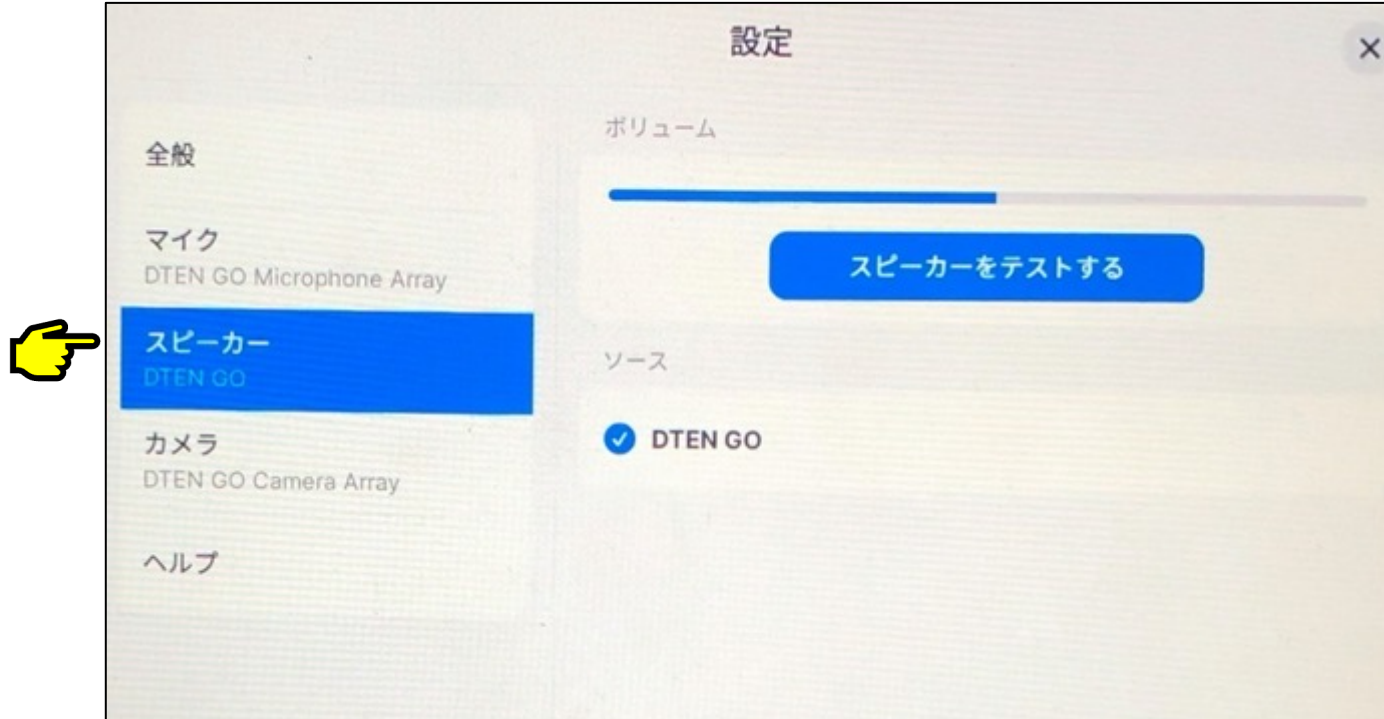 設定
全般
マイク
DTEN GO Microphone Array
スピーカー
DTEN GO
カメラ
DTEN GO Camera Array
ヘルプ
ボリューム
スピーカーをテストする
ソース
DTEN GO